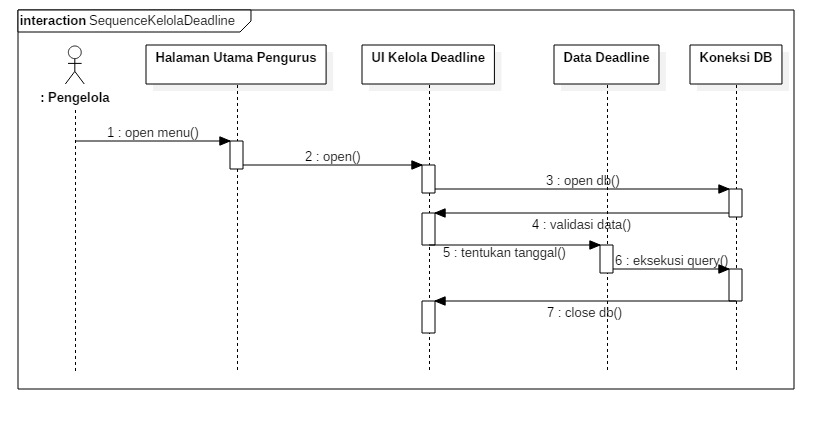 interaction SequenceKelolaDeadline
Halaman Utama Pengurus
UI Kelola Deadline
Data Deadline
Koneksi DB
: Pengelola
1 : open menu()
2 : open()
3 : open db()
4 : validasi data()
5 : tentukan tanggal()
6 : eksekusi query()
7 : close db()